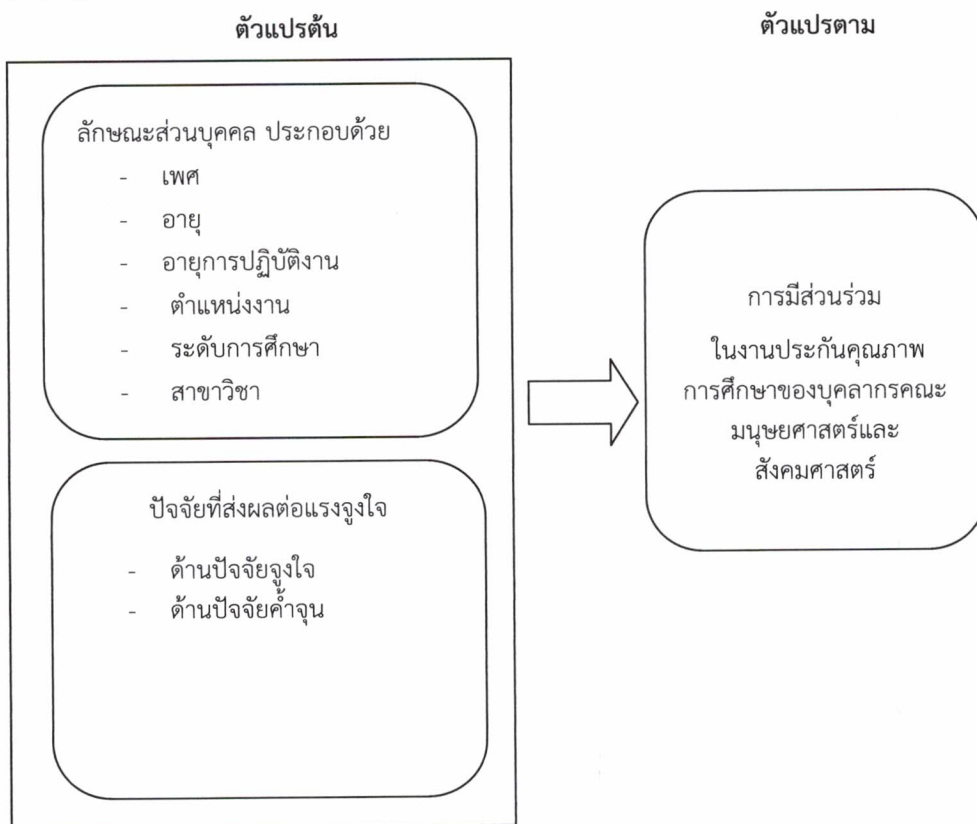 ตัวแปรต้น
ตัวแปรตาม
ลักษณะส่วนบุคคล ประกอบด้วย
- เพศ
- อายุ
- อายุการปฏิบัติงาน
- ตำแหน่งงาน
- ระดับการศึกษา
- สาขาวิชา
ปัจจัยที่ส่งผลต่อแรงจูงใจ
- ด้านปัจจัยจูงใจ
- ด้านปัจจัยค้ำจุน
การมีส่วนร่วม
ในงานประกันคุณภาพ
การศึกษาของบุคลากรคณะ
มนุษยศาสตร์และ
สังคมศาสตร์